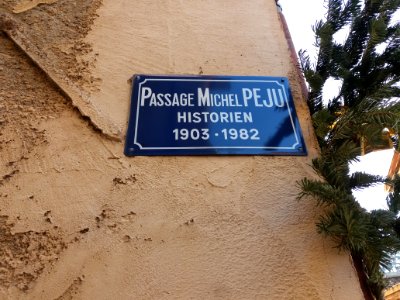 PASSAGE MICHEL PEJU
HISTORIEN
1903 · 1982